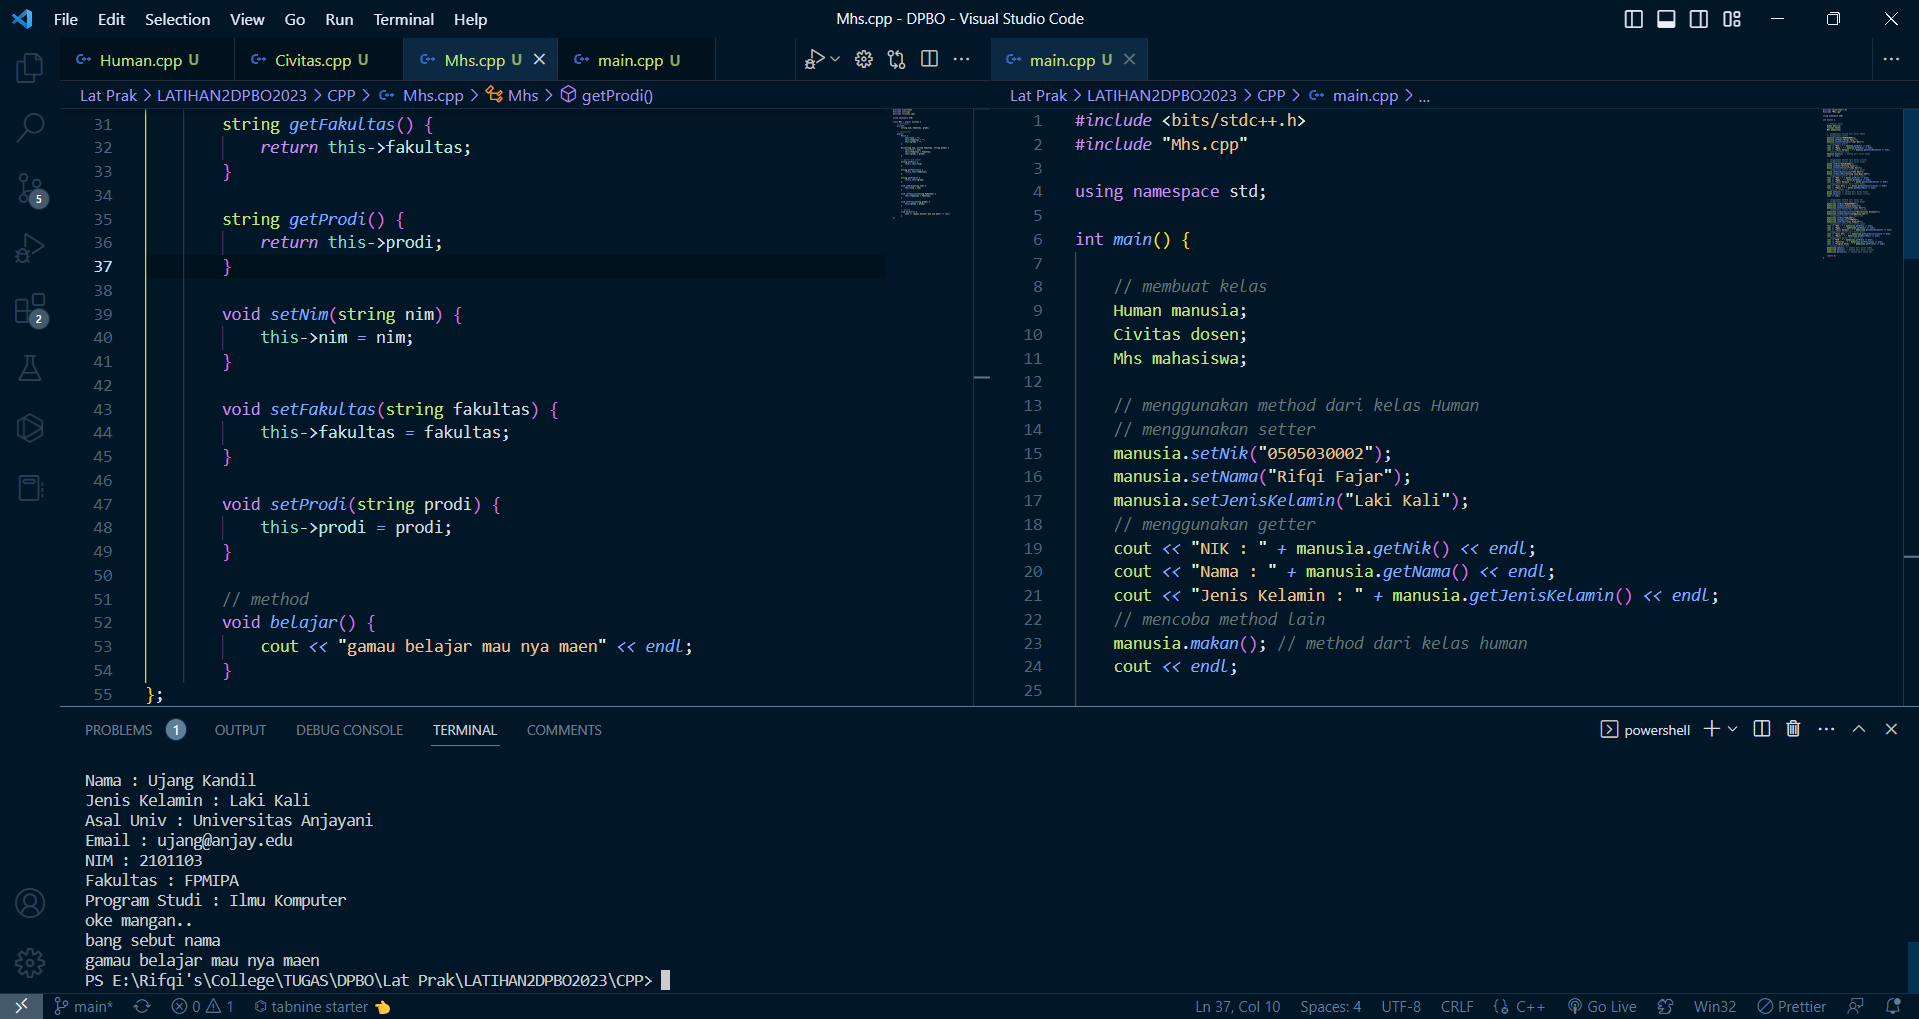 File Edit Selection View Go Run Terminal Help
Mhs.cpp - DPBO - Visual Studio Code
Human.cpp U
Civitas.cpp U
Mhs.cpp U
main.cpp U
main.cpp U
Lat Prak > LATIHAN2DPBO2023 > CPP > Mhs.cpp > Mhs > getProdi()
31 string getFakultas() {
32 return this->fakultas;
33 }
34
35 string getProdi() {
36 return this->prodi;
37 }
38
39 void setNim(string nim) {
40 this->nim = nim;
41 }
42
43 void setFakultas(string fakultas) {
44 this->fakultas = fakultas;
45 }
46
47 void setProdi(string prodi) {
48 this->prodi = prodi;
49 }
50
51 // method
52 void belajar() {
53 cout << "gamau belajar mau nya maen" << endl;
54 }
55 };
Lat Prak > LATIHAN2DPBO2023 > CPP > main.cpp > ...
1 #include <bits/stdc++.h>
2 #include "Mhs.cpp"
3
4 using namespace std;
5
6 int main() {
7
8 // membuat kelas
9 Human manusia;
10 Civitas dosen;
11 Mhs mahasiswa;
12
13 // menggunakan method dari kelas Human
14 // menggunakan setter
15 manusia.setNik("0505030002");
16 manusia.setNama("Rifqi Fajar");
17 manusia.setJenisKelamin("Laki Kali");
18 // menggunakan getter
19 cout << "NIK : " + manusia.getNik() << endl;
20 cout << "Nama : " + manusia.getNama() << endl;
21 cout << "Jenis Kelamin : " + manusia.getJenisKelamin() << endl;
22 // mencoba method lain
23 manusia.makan(); // method dari kelas human
24 cout << endl;
25
5
2
PROBLEMS 1 OUTPUT DEBUG CONSOLE TERMINAL COMMENTS
powershell
Nama : Ujang Kandil
Jenis Kelamin : Laki Kali
Asal Univ : Universitas Anjayani
Email : ujang@anjay.edu
NIM : 2101103
Fakultas : FPMIPA
Program Studi : Ilmu Komputer
oke mangan..
bang sebut nama
gamau belajar mau nya maen
PS E:\Rifqi's\College\TUGAS\DPBO\Lat Prak\LATIHAN2DPBO2023\CPP>
main* 0 1 tabnine starter Ln 37, Col 10 Spaces: 4 UTF-8 CRLF {} C++ Go Live Win32 Prettier